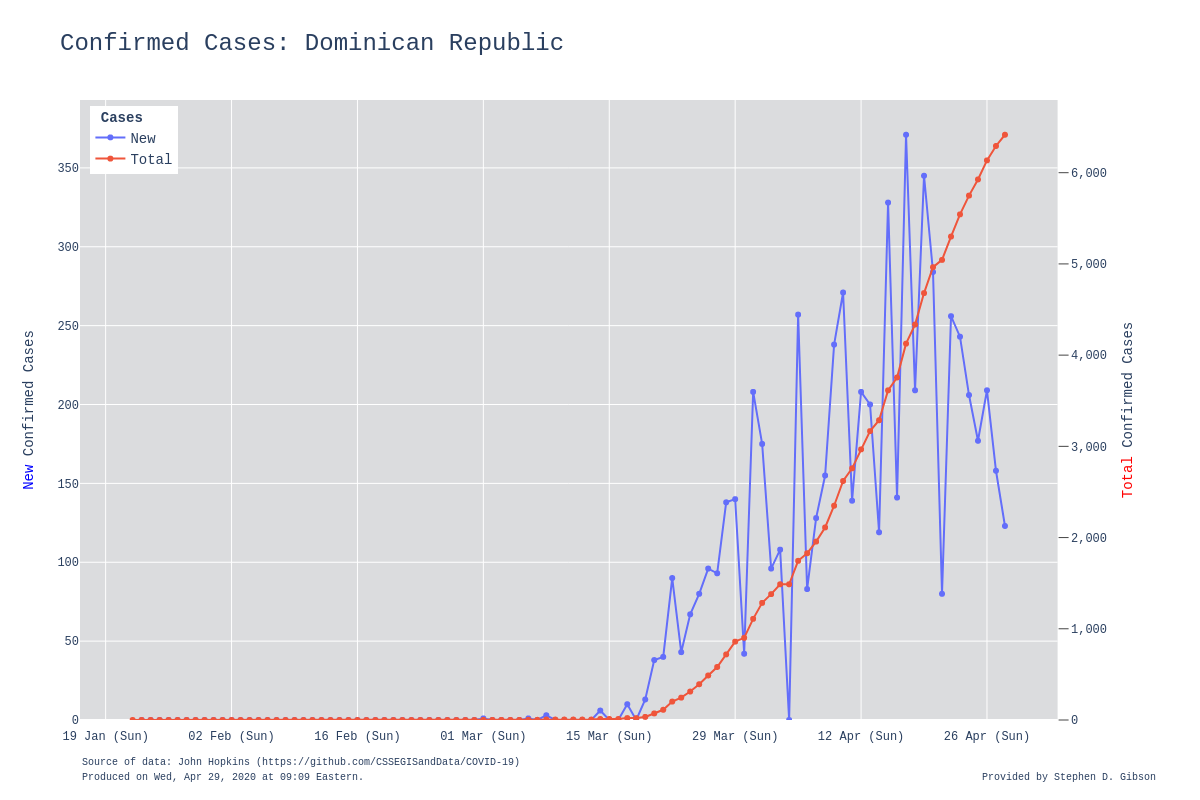 Confirmed Cases: Dominican Republic
Cases
New
Total
350
300
250
200
150
100
50
0
New Confirmed Cases
6,000
5,000
4,000
3,000
2,000
1,000
0
Total Confirmed Cases
19 Jan (Sun) 02 Feb (Sun) 16 Feb (Sun) 01 Mar (Sun) 15 Mar (Sun) 29 Mar (Sun) 12 Apr (Sun) 26 Apr (Sun)
Source of data: John Hopkins (https://github.com/CSSEGISandData/COVID-19)
Produced on Wed, Apr 29, 2020 at 09:09 Eastern.
Provided by Stephen D. Gibson